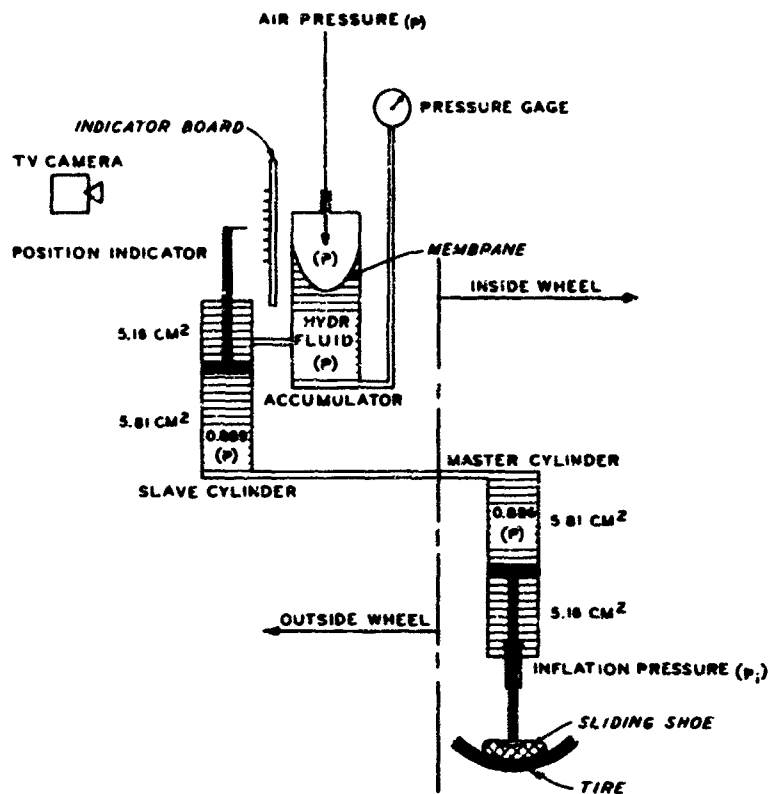 AIR PRESSURE (P)
PRESSURE GAGE
INDICATOR BOARD
TV CAMERA
POSITION INDICATOR
(P)
MEMBRANE
INSIDE WHEEL
5.16 CM²
HYDR
FLUID
(P)
ACCUMULATOR
5.81 CM²
(P)
SLAVE CYLINDER
MASTER CYLINDER
5.81 CM²
(P)
OUTSIDE WHEEL
5.16 CM²
INFLATION PRESSURE (Pi)
SLIDING SHOE
TIRE